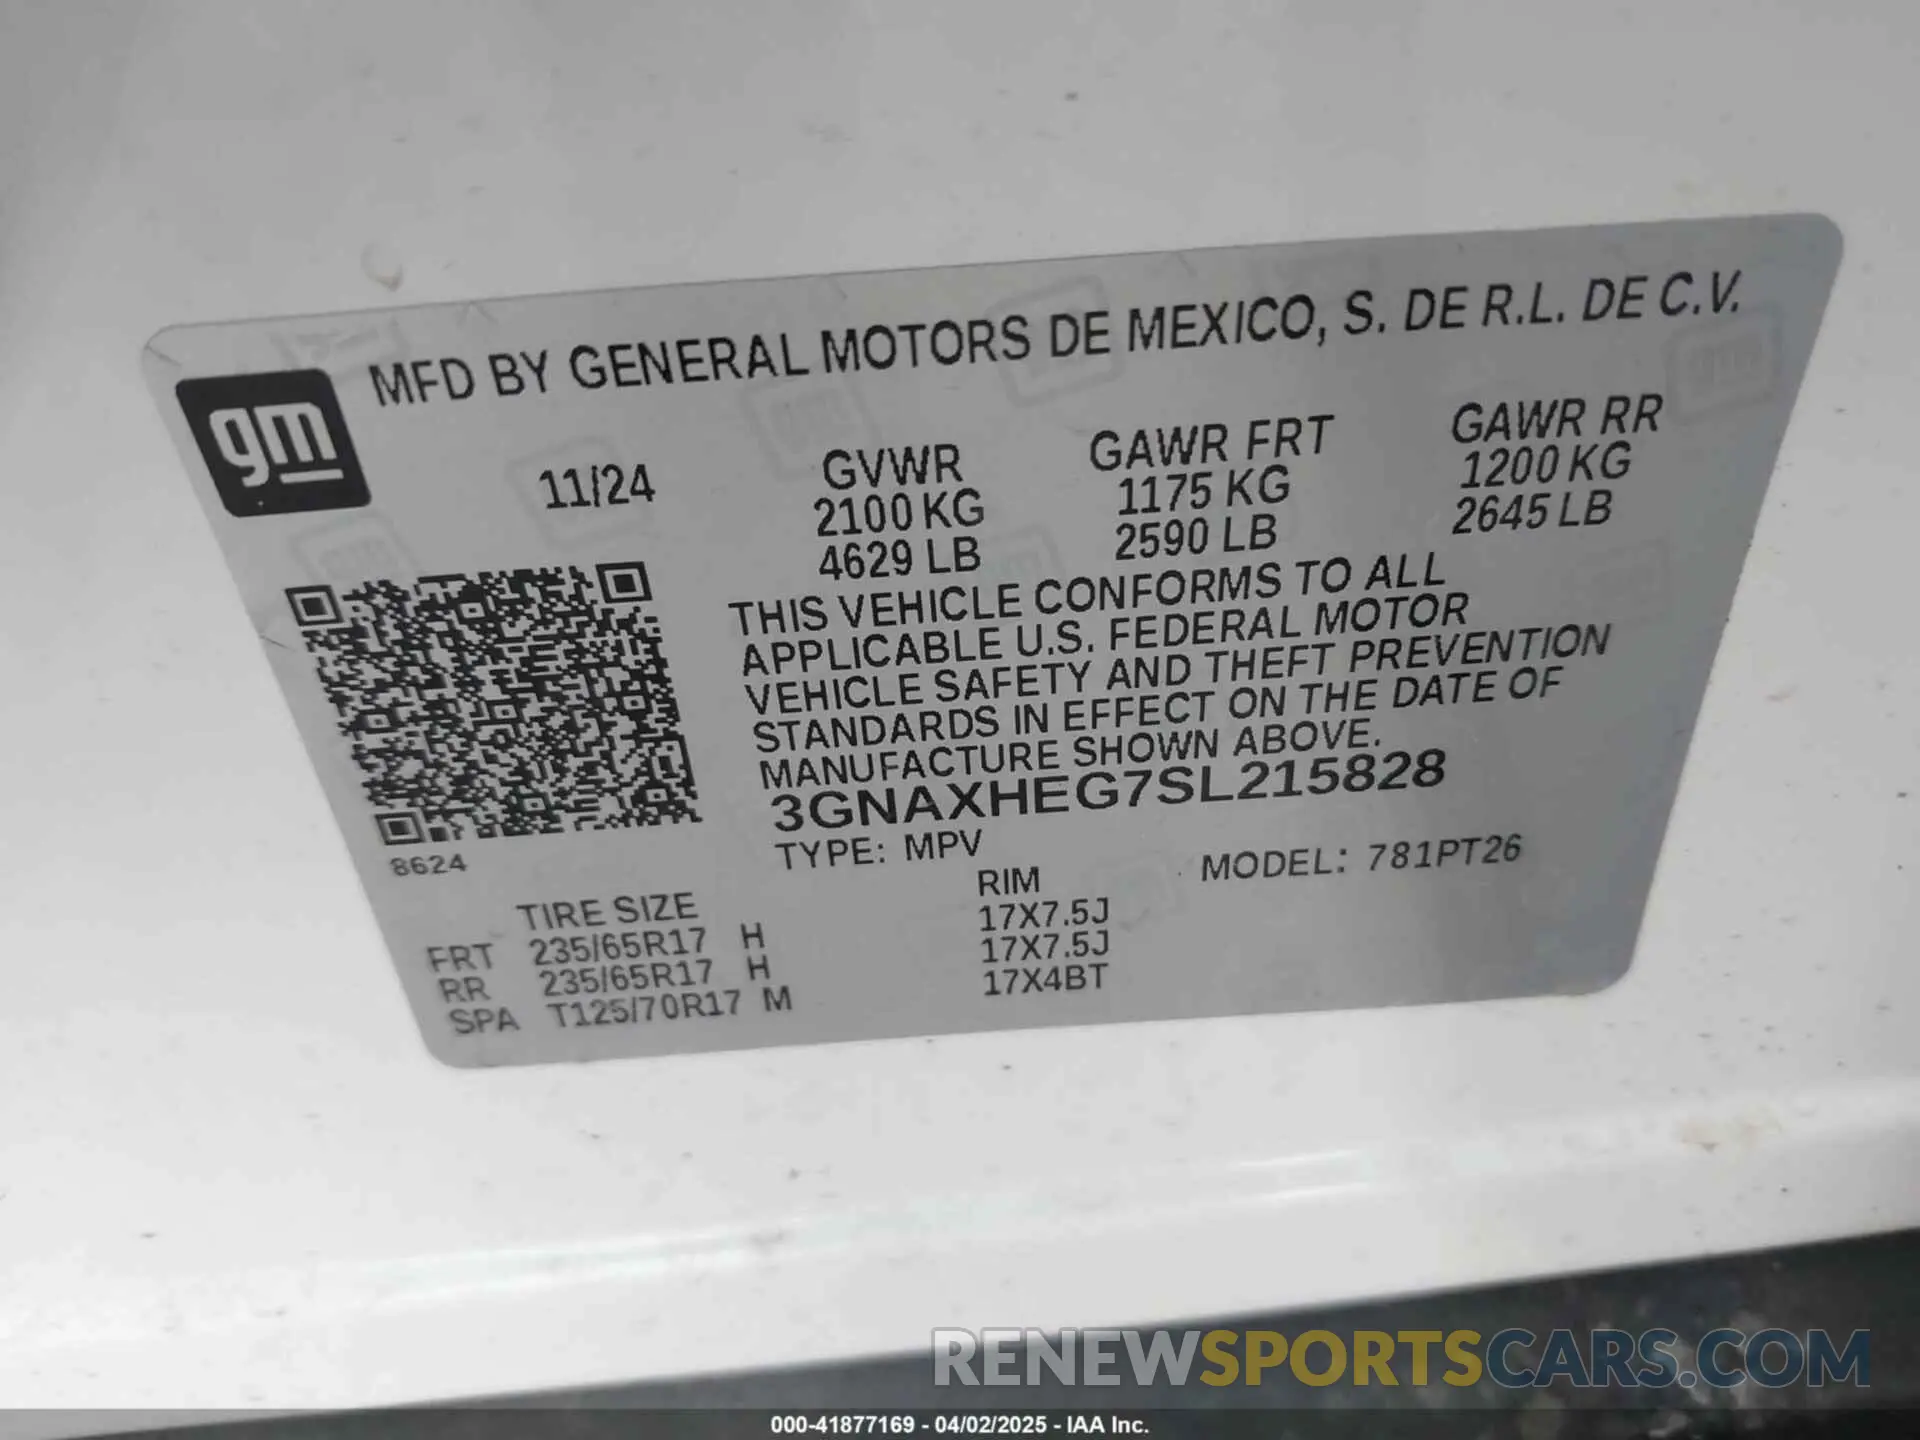 MFD BY GENERAL MOTORS DE MEXICO, S. DE R.L. DE C.V.
gm
11/24
GVWR GAWR FRT GAWR RR
2100 KG 1175 KG 1200 KG
4629 LB 2590 LB 2645 LB
THIS VEHICLE CONFORMS TO ALL
APPLICABLE U.S. FEDERAL MOTOR
VEHICLE SAFETY AND THEFT PREVENTION
STANDARDS IN EFFECT ON THE DATE OF
MANUFACTURE SHOWN ABOVE.
3GNAXHEG7SL215828
8624
TYPE: MPV MODEL: 781PT26
TIRE SIZE RIM
FRT 235/65R17 H 17X7.5J
RR 235/65R17 H 17X7.5J
SPA T125/70R17 M 17X4BT
RENEWSPORTSCARS.COM
000-41877169 - 04/02/2025 - IAA Inc.